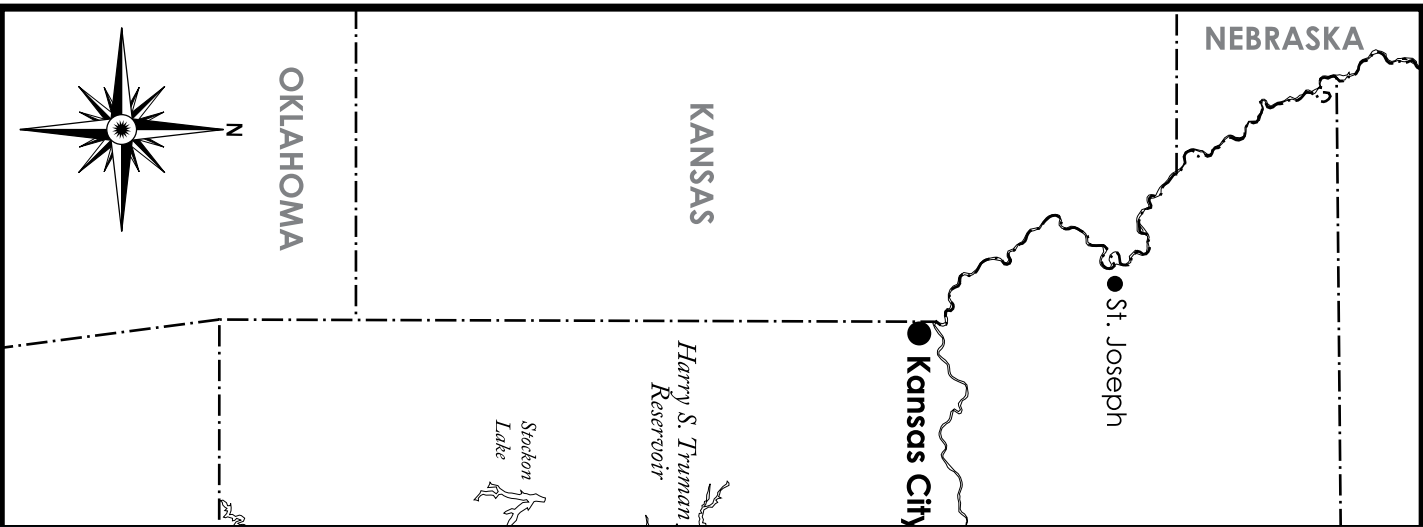 NEBRASKA
N
OKLAHOMA
KANSAS
St. Joseph
Kansas City
Harry S. Truman
Reservoir
Stockon
Lake